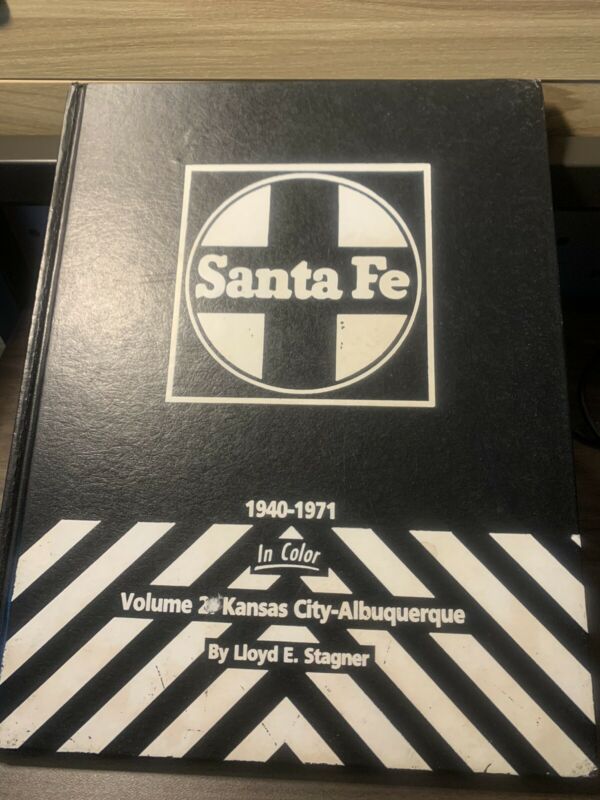 Santa Fe
1940-1971
In Color
Volume 2: Kansas City-Albuquerque
By Lloyd E. Stagner